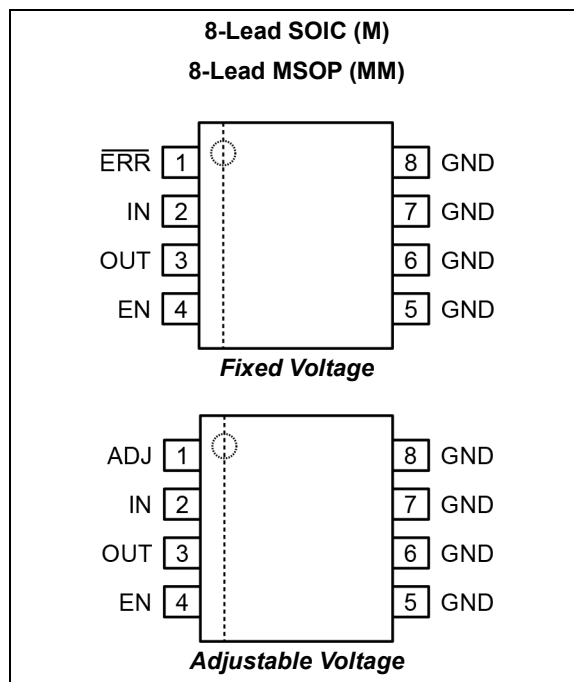 8-Lead SOIC (M)
8-Lead MSOP (MM)
ERR 1 8 GND
IN 2 7 GND
OUT 3 6 GND
EN 4 5 GND
Fixed Voltage
ADJ 1 8 GND
IN 2 7 GND
OUT 3 6 GND
EN 4 5 GND
Adjustable Voltage